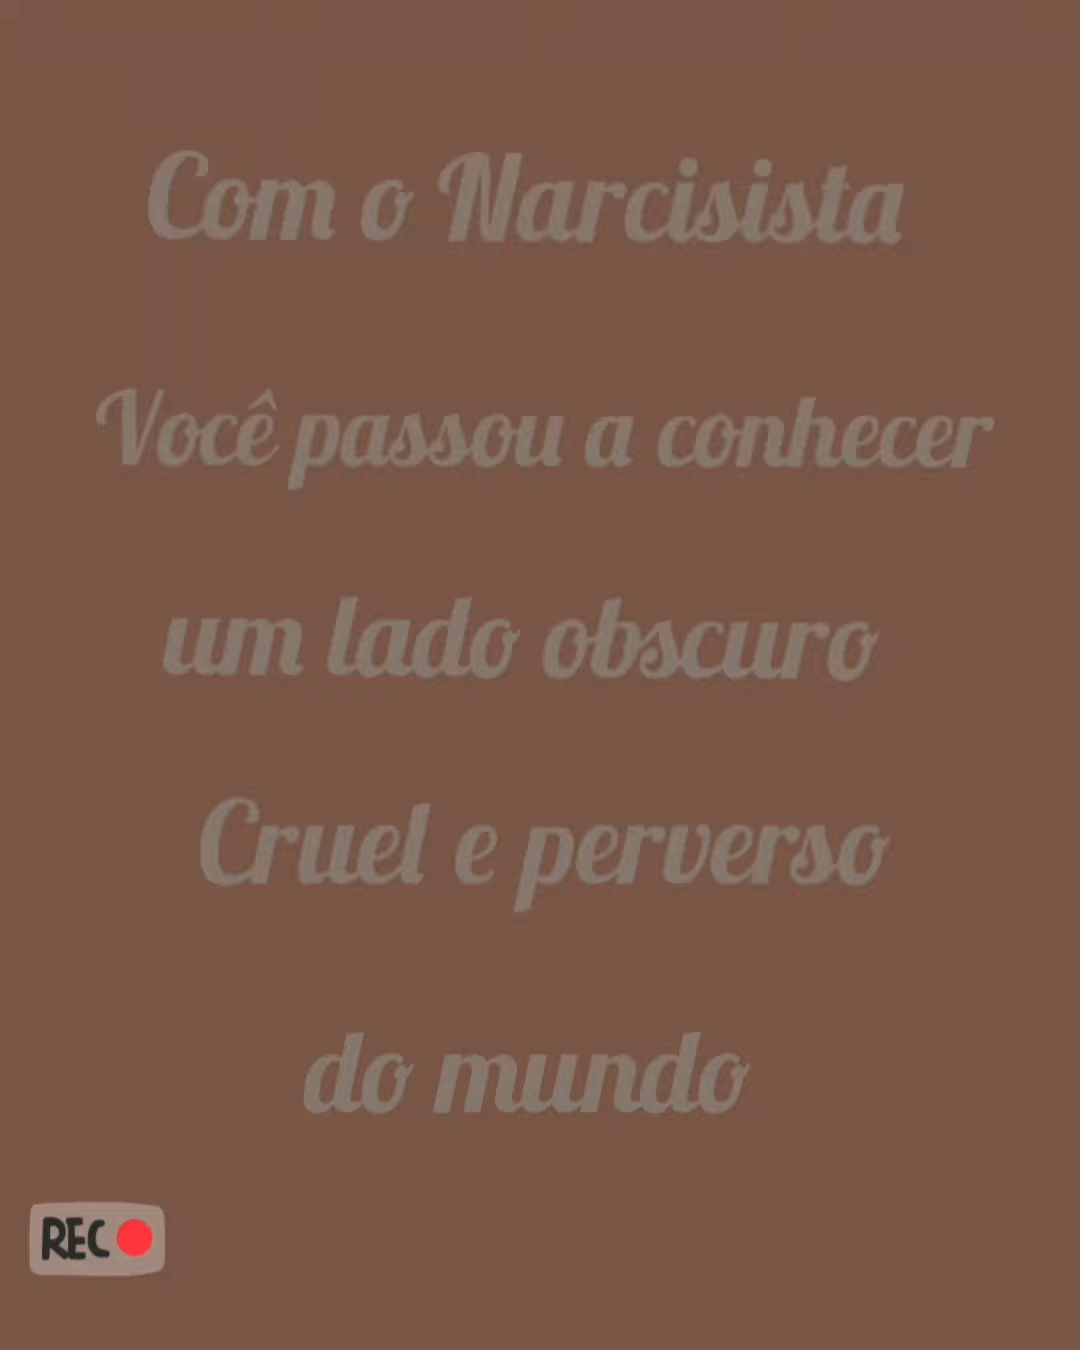 Com o Narcisista
Você passou a conhecer
um lado obscuro
Cruel e perverso
do mundo
REC